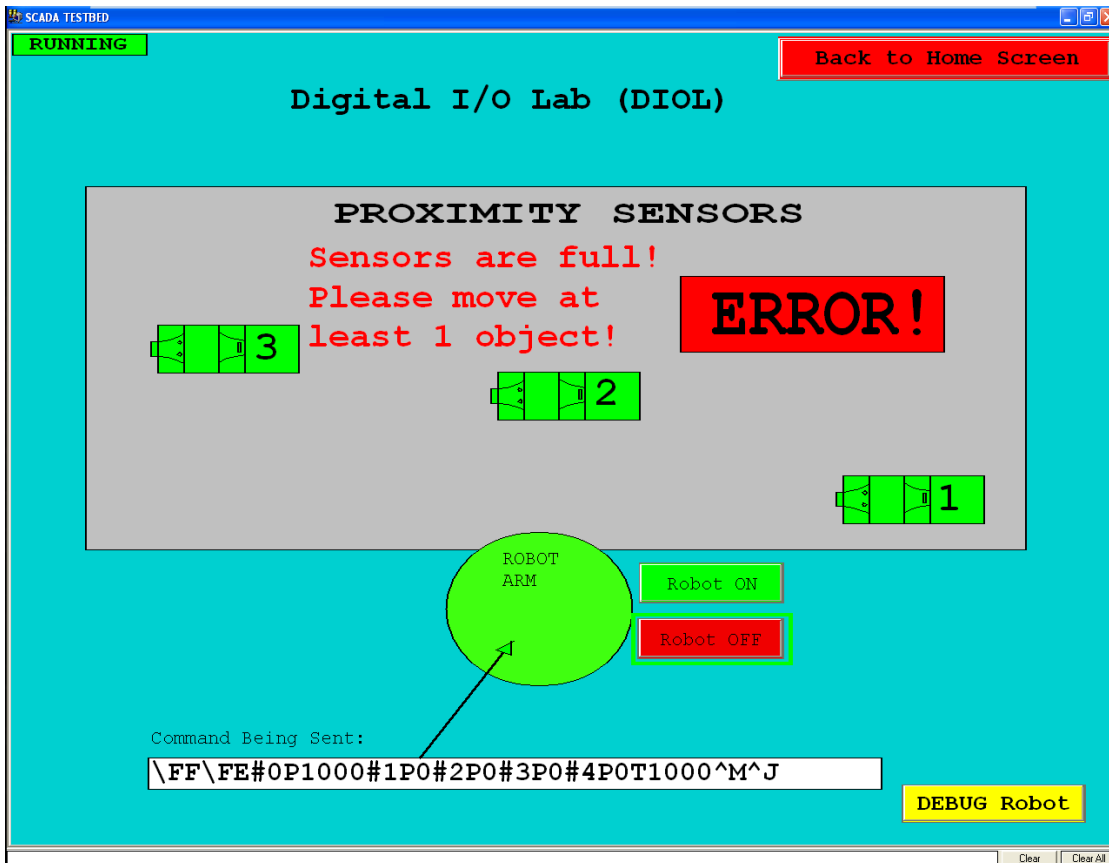 SCADA TESTBED
RUNNING
Back to Home Screen
Digital I/O Lab (DIOL)
PROXIMITY SENSORS
Sensors are full!
Please move at
least 1 object!
ERROR!
3
2
1
ROBOT
ARM
Robot ON
Robot OFF
Command Being Sent:
\FF\FE#0P1000#1P0#2P0#3P0#4P0T1000^M^J
DEBUG Robot
Clear
Clear All